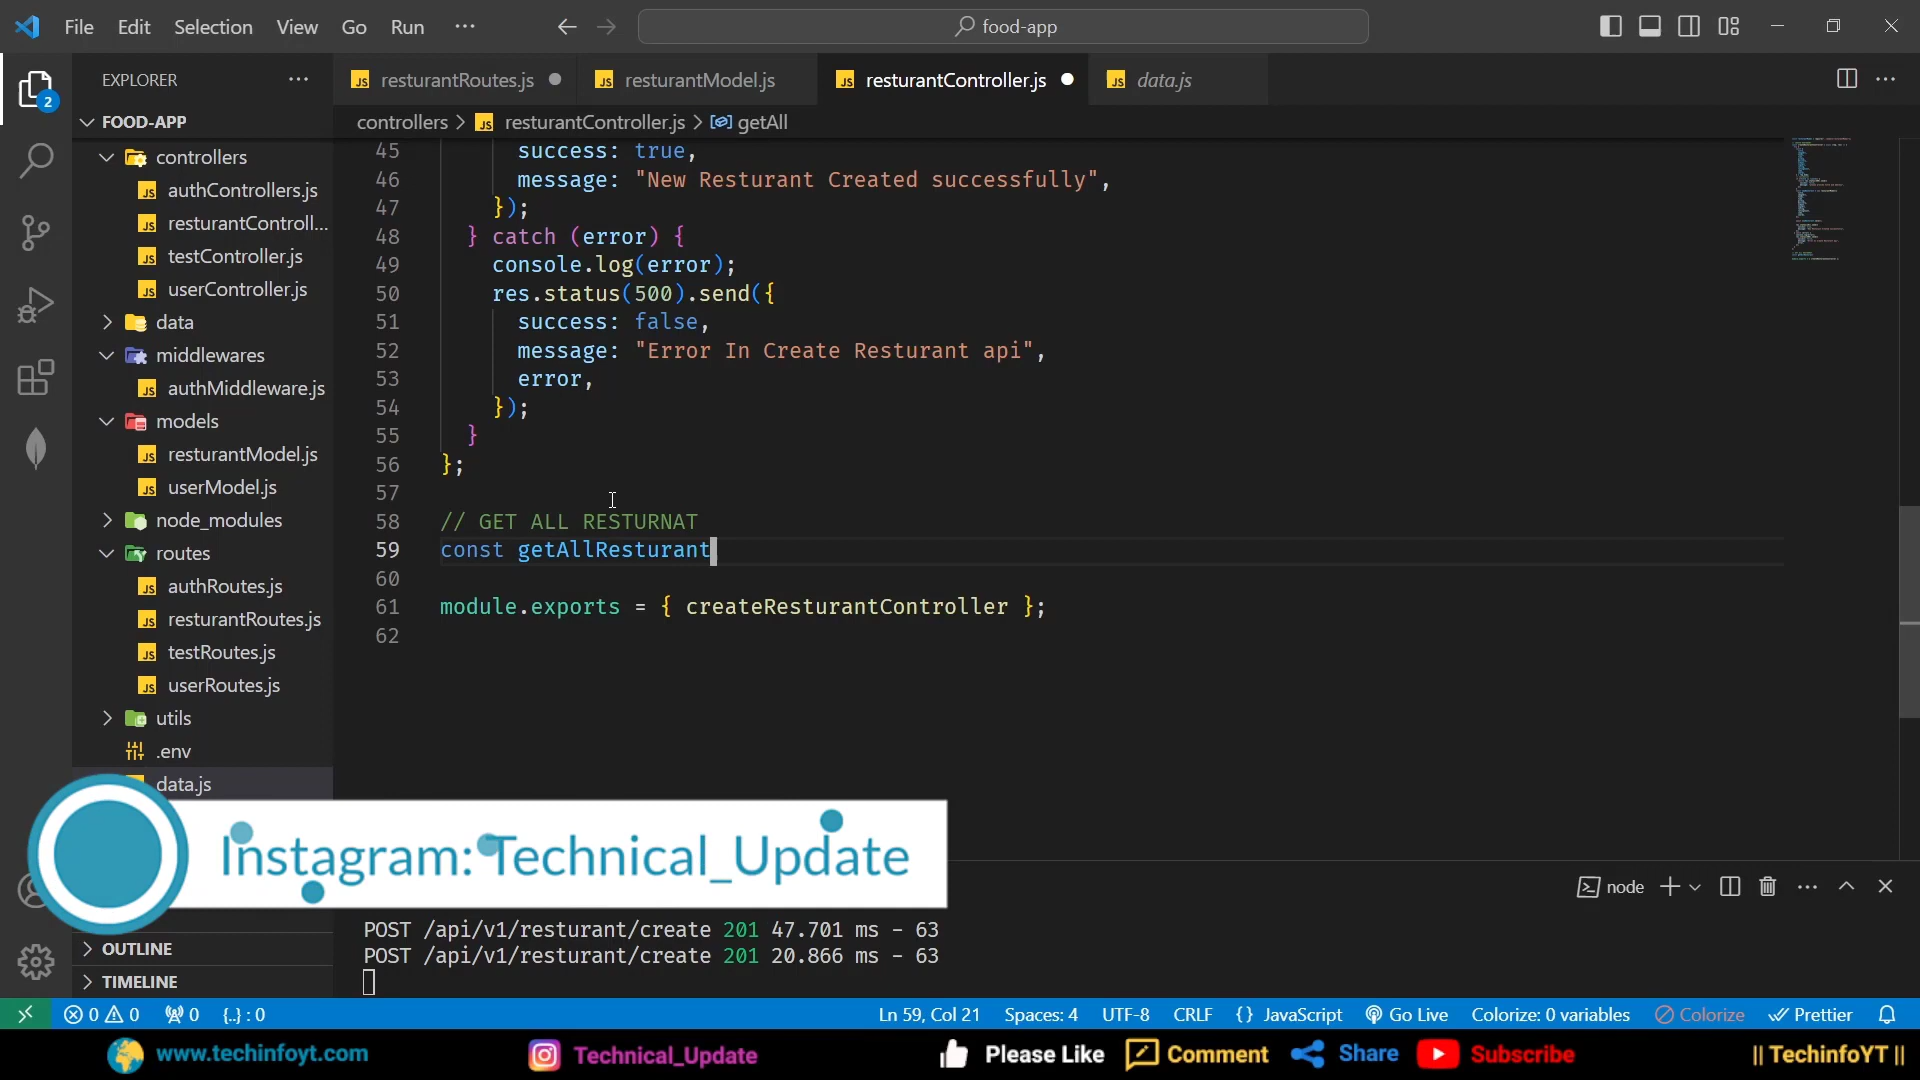 File Edit Selection View Go Run ··· food-app
EXPLORER ···
resturantRoutes.js resturantModel.js resturantController.js data.js ···
FOOD-APP
controllers > resturantController.js > getAll
2
controllers
authControllers.js
resturantControll...
testController.js
userController.js
data
middlewares
authMiddleware.js
models
resturantModel.js
userModel.js
node_modules
routes
authRoutes.js
resturantRoutes.js
testRoutes.js
userRoutes.js
utils
.env
data.js
OUTLINE
TIMELINE
45 success: true,
46 message: "New Resturant Created successfully",
47 });
48 } catch (error) {
49 console.log(error);
50 res.status(500).send({
51 success: false,
52 message: "Error In Create Resturant api",
53 error,
54 });
55 }
56 };
57
58 // GET ALL RESTURNAT
59 const getAllResturant
60
61 module.exports = { createResturantController };
62
Instagram: Technical_Update
node
POST /api/v1/resturant/create 201 47.701 ms - 63
POST /api/v1/resturant/create 201 20.866 ms - 63
0 0 0 {..} : 0 Ln 59, Col 21 Spaces: 4 UTF-8 CRLF {} JavaScript Go Live Colorize: 0 variables Colorize Prettier
www.techinfoyt.com Technical_Update Please Like Comment Share Subscribe || TechinfoYT ||